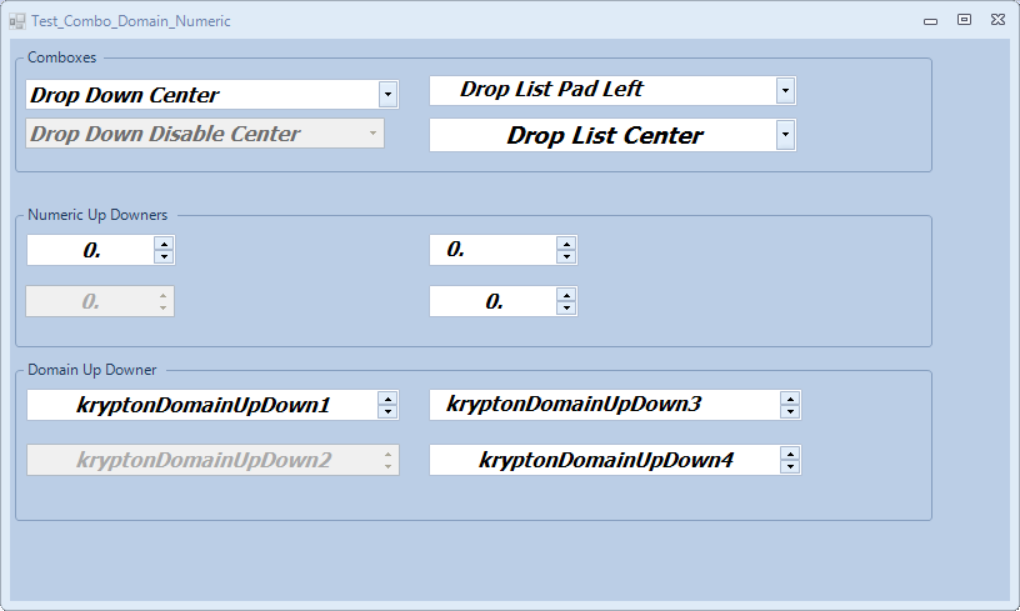 Test_Combo_Domain_Numeric
Comboxes
Drop Down Center
Drop List Pad Left
Drop Down Disable Center
Drop List Center
Numeric Up Downers
0.
0.
0.
0.
Domain Up Downer
kryptonDomainUpDown1
kryptonDomainUpDown3
kryptonDomainUpDown2
kryptonDomainUpDown4